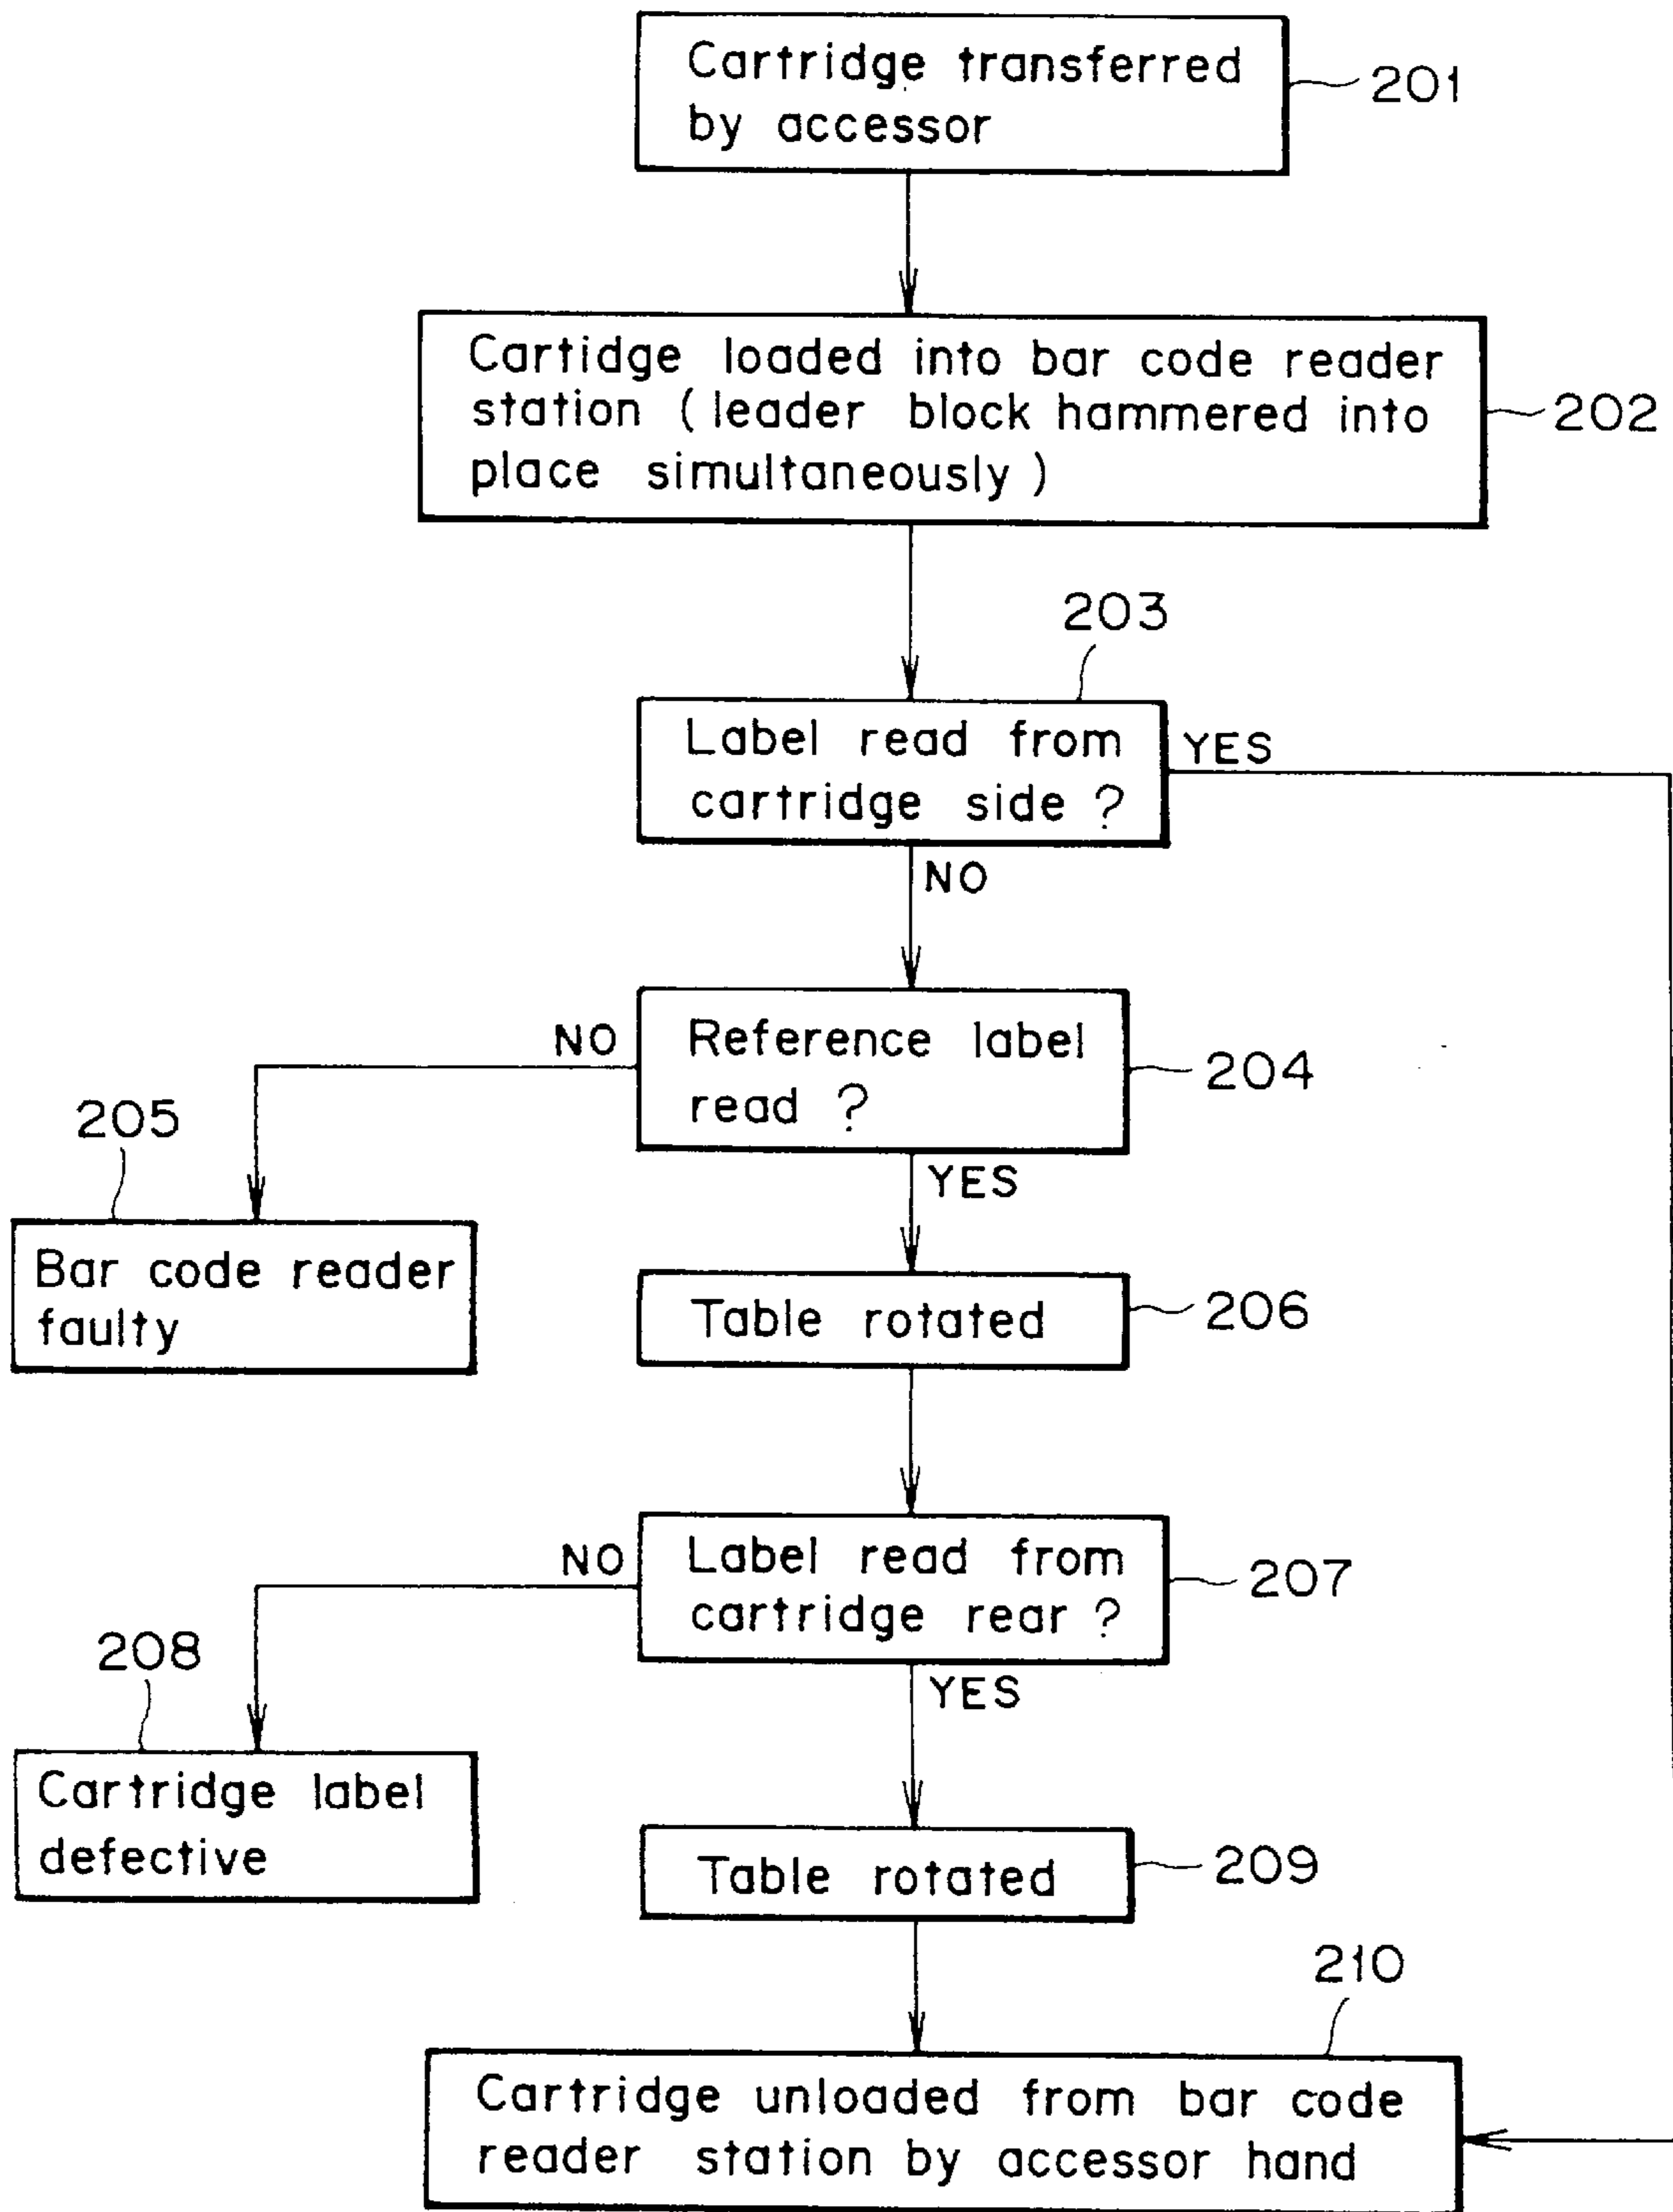 Cartridge transferred
by accessor
201
Cartidge loaded into bar code reader
station (leader block hammered into
place simultaneously)
202
203
Label read from
cartridge side ?
YES
NO
Reference label
read ?
204
NO
205
YES
Bar code reader
faulty
Table rotated
206
Label read from
cartridge rear ?
207
NO
208
YES
Cartridge label
defective
Table rotated
209
210
Cartridge unloaded from bar code
reader station by accessor hand